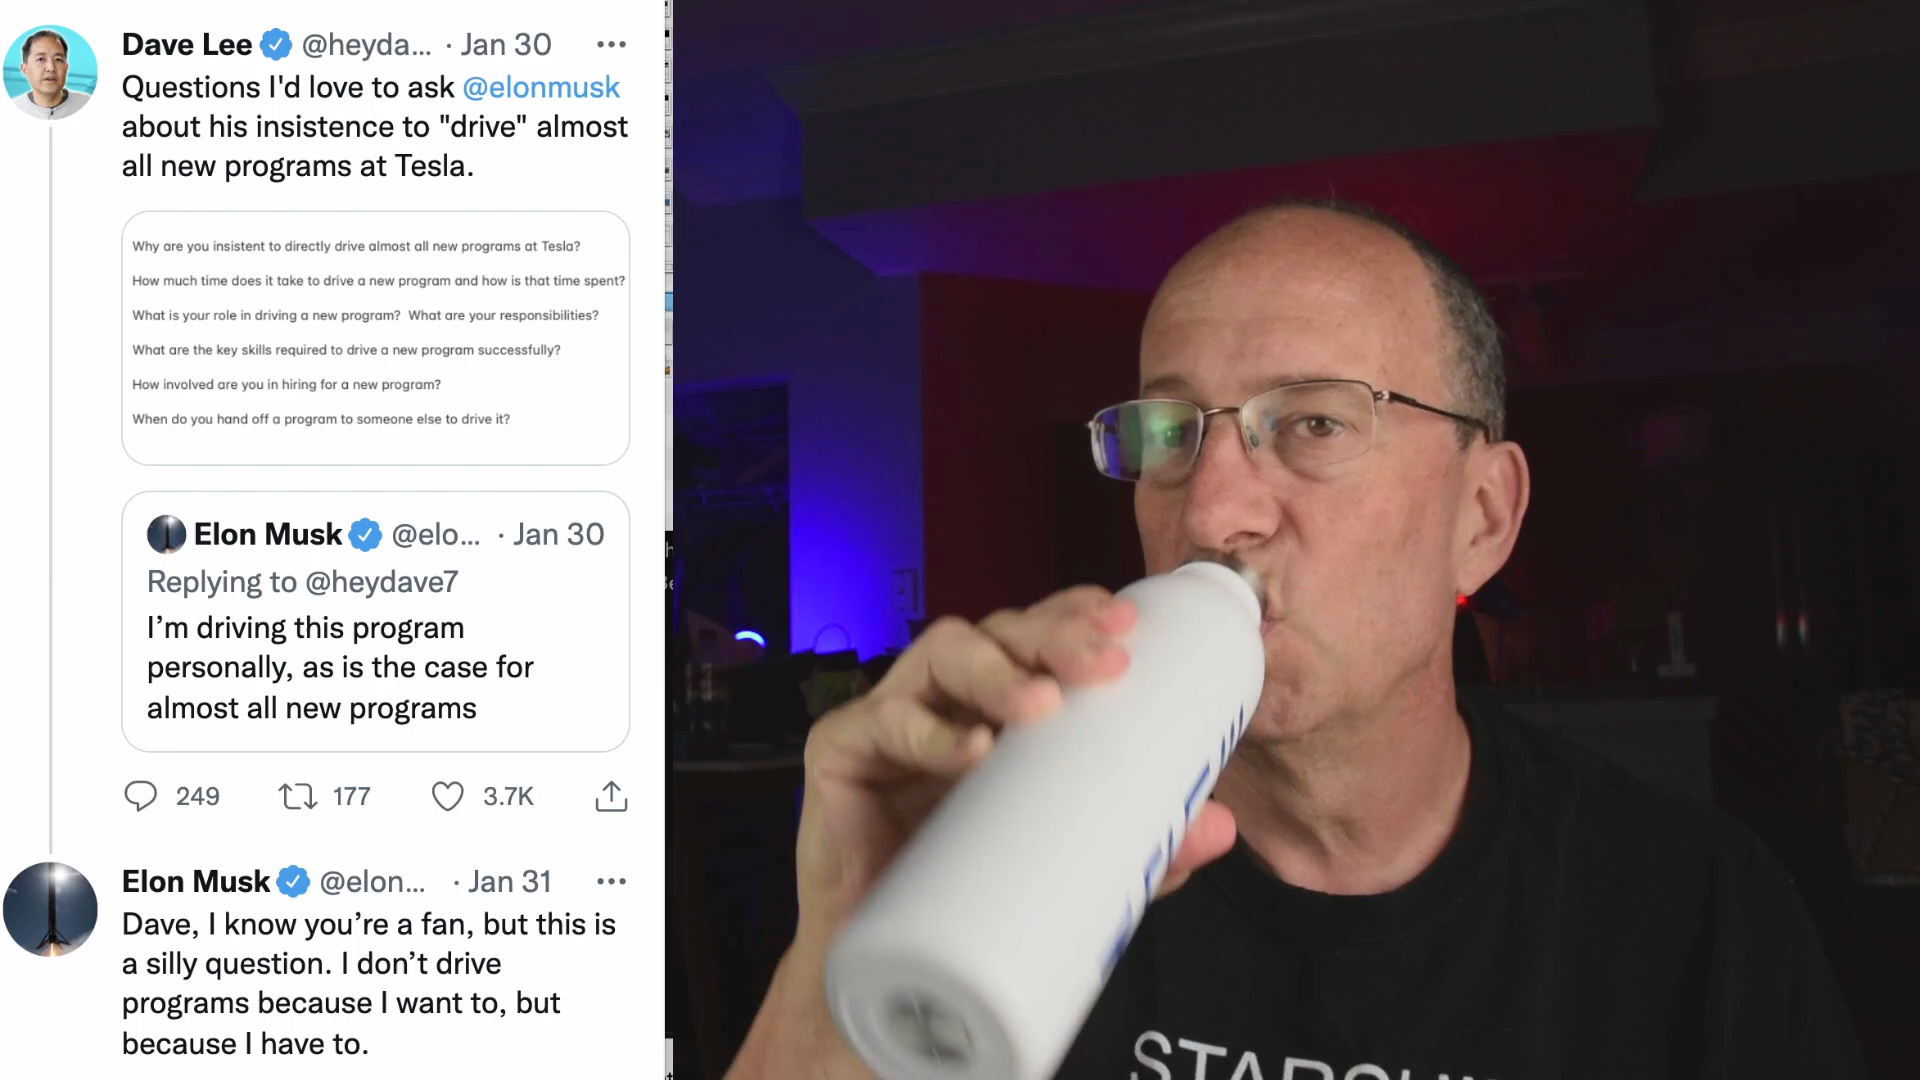 Dave Lee @heyda... · Jan 30
Questions I'd love to ask @elonmusk
about his insistence to "drive" almost
all new programs at Tesla.
Why are you insistent to directly drive almost all new programs at Tesla?
How much time does it take to drive a new program and how is that time spent?
What is your role in driving a new program? What are your responsibilities?
What are the key skills required to drive a new program successfully?
How involved are you in hiring for a new program?
When do you hand off a program to someone else to drive it?
Elon Musk @elo... · Jan 30
Replying to @heydave7
I’m driving this program
personally, as is the case for
almost all new programs
249 177 3.7K
Elon Musk @elon... · Jan 31
Dave, I know you’re a fan, but this is
a silly question. I don’t drive
programs because I want to, but
because I have to.